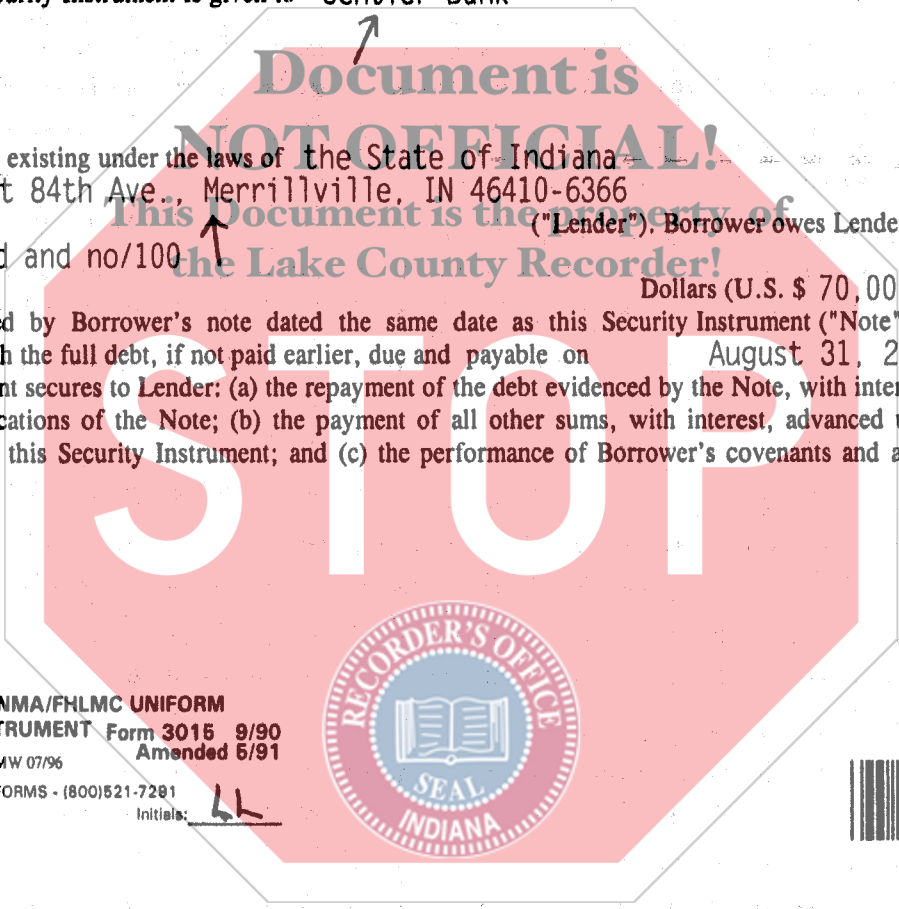 Document is
NOT OFFICIAL!
existing under the laws of the State of Indiana
t 84th Ave., Merrillville, IN 46410-6366
This Document is the property of
("Lender"). Borrower owes Lende
d and no/100
the Lake County Recorder!
Dollars (U.S. $ 70,00
d by Borrower's note dated the same date as this Security Instrument ("Note"
h the full debt, if not paid earlier, due and payable on August 31, 2
nt secures to Lender: (a) the repayment of the debt evidenced by the Note, with inter
cations of the Note; (b) the payment of all other sums, with interest, advanced
this Security Instrument; and (c) the performance of Borrower's covenants and a
STOP
RECORDER'S OFFICE
SEAL
INDIANA
NMA/FHLMC UNIFORM
TRUMENT Form 3015 9/90
Amended 5/91
MW 07/96
FORMS - (800)521-7291
Initials: LL